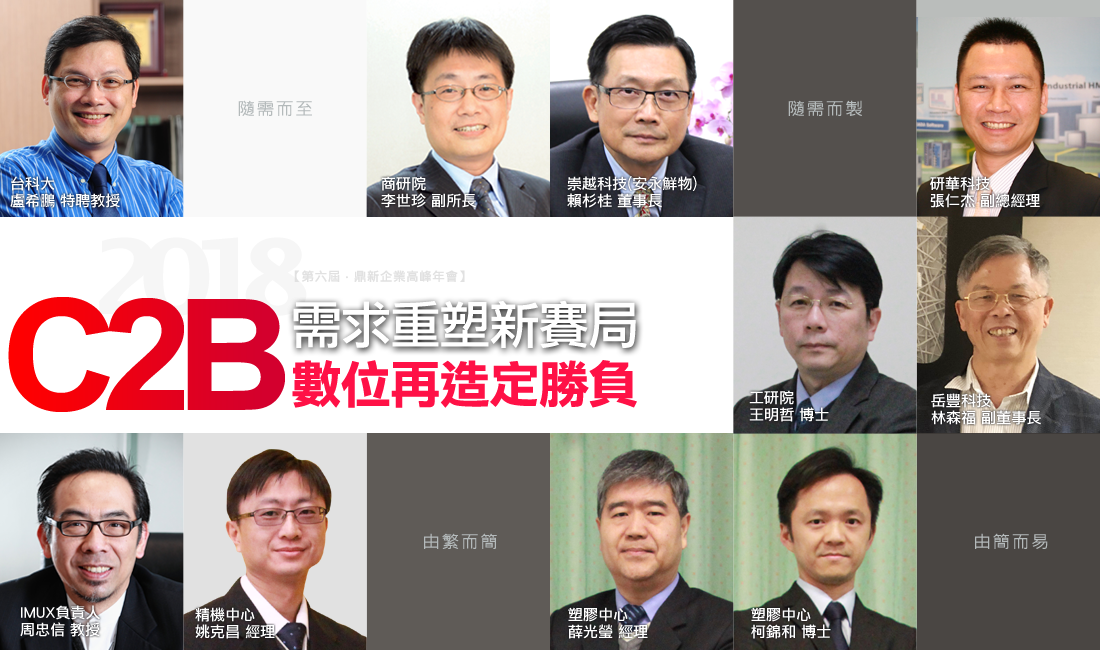 台科大
盧希鵬 特聘教授
隨需而至
商研院
李世珍 副所長
崇越科技(安永鮮物)
賴杉桂 董事長
隨需而製
Industrial HM
研華科技
張仁杰 副總經理
2018
【第六屆．鼎新企業高峰年會】
C2B
需求重塑新賽局
數位再造定勝負
工研院
王明哲 博士
岳豐科技
林森福 副董事長
IMUX負責人
周忠信 教授
精機中心
姚克昌 經理
由繁而簡
塑膠中心
薛光瑩 經理
塑膠中心
柯錦和 博士
由簡而易